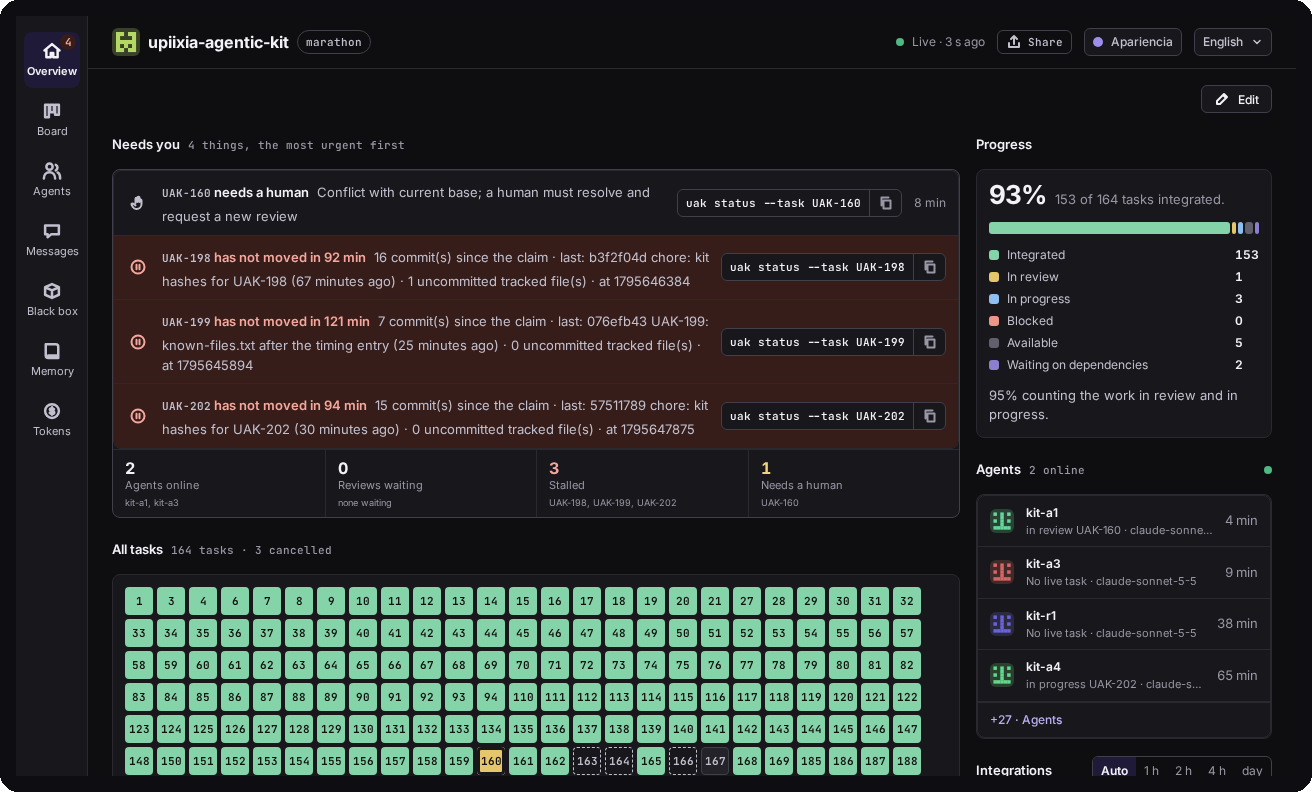 upiixia-agentic-kit marathon
Live · 3 s ago Share Apariencia English
4
Overview
Board
Agents
Messages
Black box
Memory
Tokens
Edit
Needs you 4 things, the most urgent first
UAK-160 needs a human Conflict with current base; a human must resolve and
request a new review
uak status --task UAK-160
8 min
UAK-198 has not moved in 92 min 16 commit(s) since the claim · last: b3f2f04d chore: kit
hashes for UAK-198 (67 minutes ago) · 1 uncommitted tracked file(s) · at 1795646384
uak status --task UAK-198
UAK-199 has not moved in 121 min 7 commit(s) since the claim · last: 076efb43 UAK-199:
known-files.txt after the timing entry (25 minutes ago) · 0 uncommitted tracked file(s) ·
at 1795645894
uak status --task UAK-199
UAK-202 has not moved in 94 min 15 commit(s) since the claim · last: 57511789 chore: kit
hashes for UAK-202 (30 minutes ago) · 0 uncommitted tracked file(s) · at 1795647875
uak status --task UAK-202
2
Agents online
kit-a1, kit-a3
0
Reviews waiting
none waiting
3
Stalled
UAK-198, UAK-199, UAK-202
1
Needs a human
UAK-160
All tasks 164 tasks · 3 cancelled
1 3 4 6 7 8 9 10 11 12 13 14 15 16 17 18 19 20 21 27 28 29 30 31 32
33 34 35 36 37 38 39 40 41 42 43 44 45 46 47 48 49 50 51 52 53 54 55 56 57
58 59 60 61 62 63 64 65 66 67 68 69 70 71 72 73 74 75 76 77 78 79 80 81 82
83 84 85 86 87 88 89 90 91 92 93 94 110 111 112 113 114 115 116 117 118 119 120 121 122
123 124 125 126 127 128 129 130 131 132 133 134 135 136 137 138 139 140 141 142 143 144 145 146 147
148 150 151 152 153 154 155 156 157 158 159 160 161 162 163 164 165 166 167 168 169 185 186 187 188
Progress
93% 153 of 164 tasks integrated.
Integrated 153
In review 1
In progress 3
Blocked 0
Available 5
Waiting on dependencies 2
95% counting the work in review and in
progress.
Agents 2 online
kit-a1
in review UAK-160 · claude-sonne...
4 min
kit-a3
No live task · claude-sonnet-5-5
9 min
kit-r1
No live task · claude-sonnet-5-5
38 min
kit-a4
in progress UAK-202 · claude-s...
65 min
+27 · Agents
Integrations Auto 1 h 2 h 4 h day